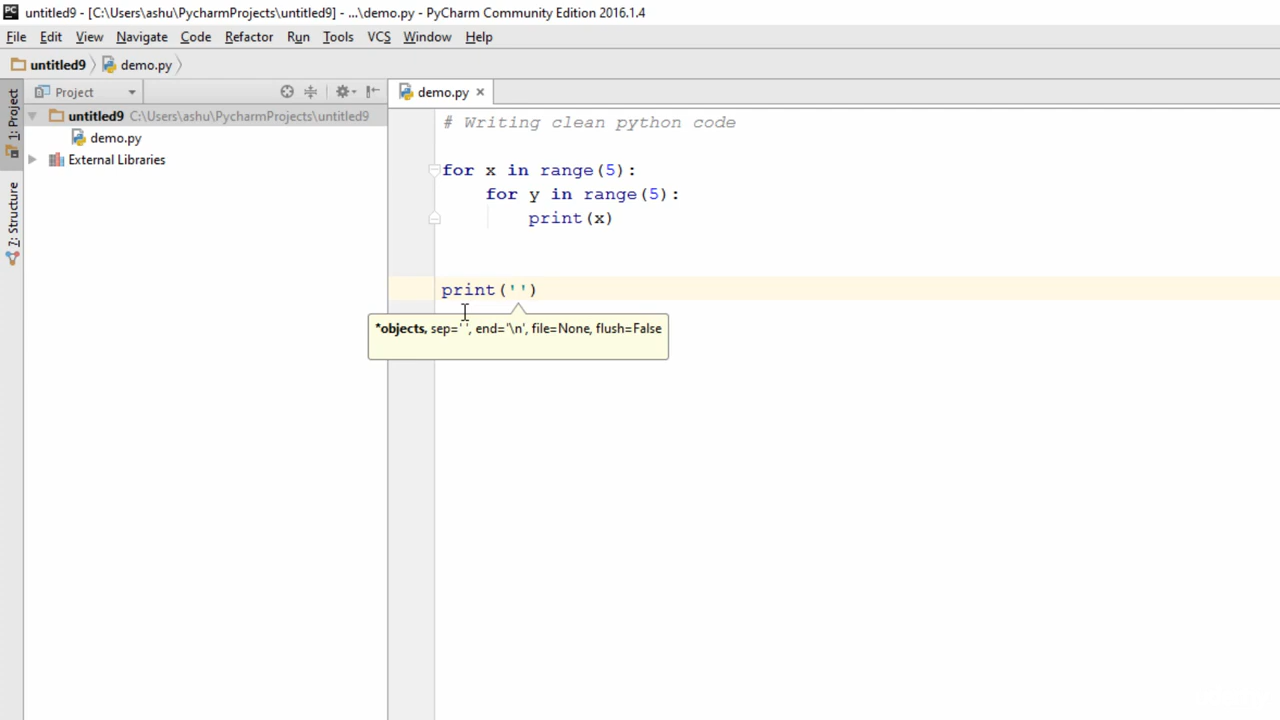 PC untitled9 - [C:\Users\ashu\PycharmProjects\untitled9] - ...\demo.py - PyCharm Community Edition 2016.1.4
File Edit View Navigate Code Refactor Run Tools VCS Window Help
untitled9 demo.py
1: Project
7: Structure
Project
untitled9 C:\Users\ashu\PycharmProjects\untitled9
demo.py
External Libraries
demo.py
# Writing clean python code
for x in range(5):
for y in range(5):
print(x)
print('')
*objects, sep=' ', end='\n', file=None, flush=False